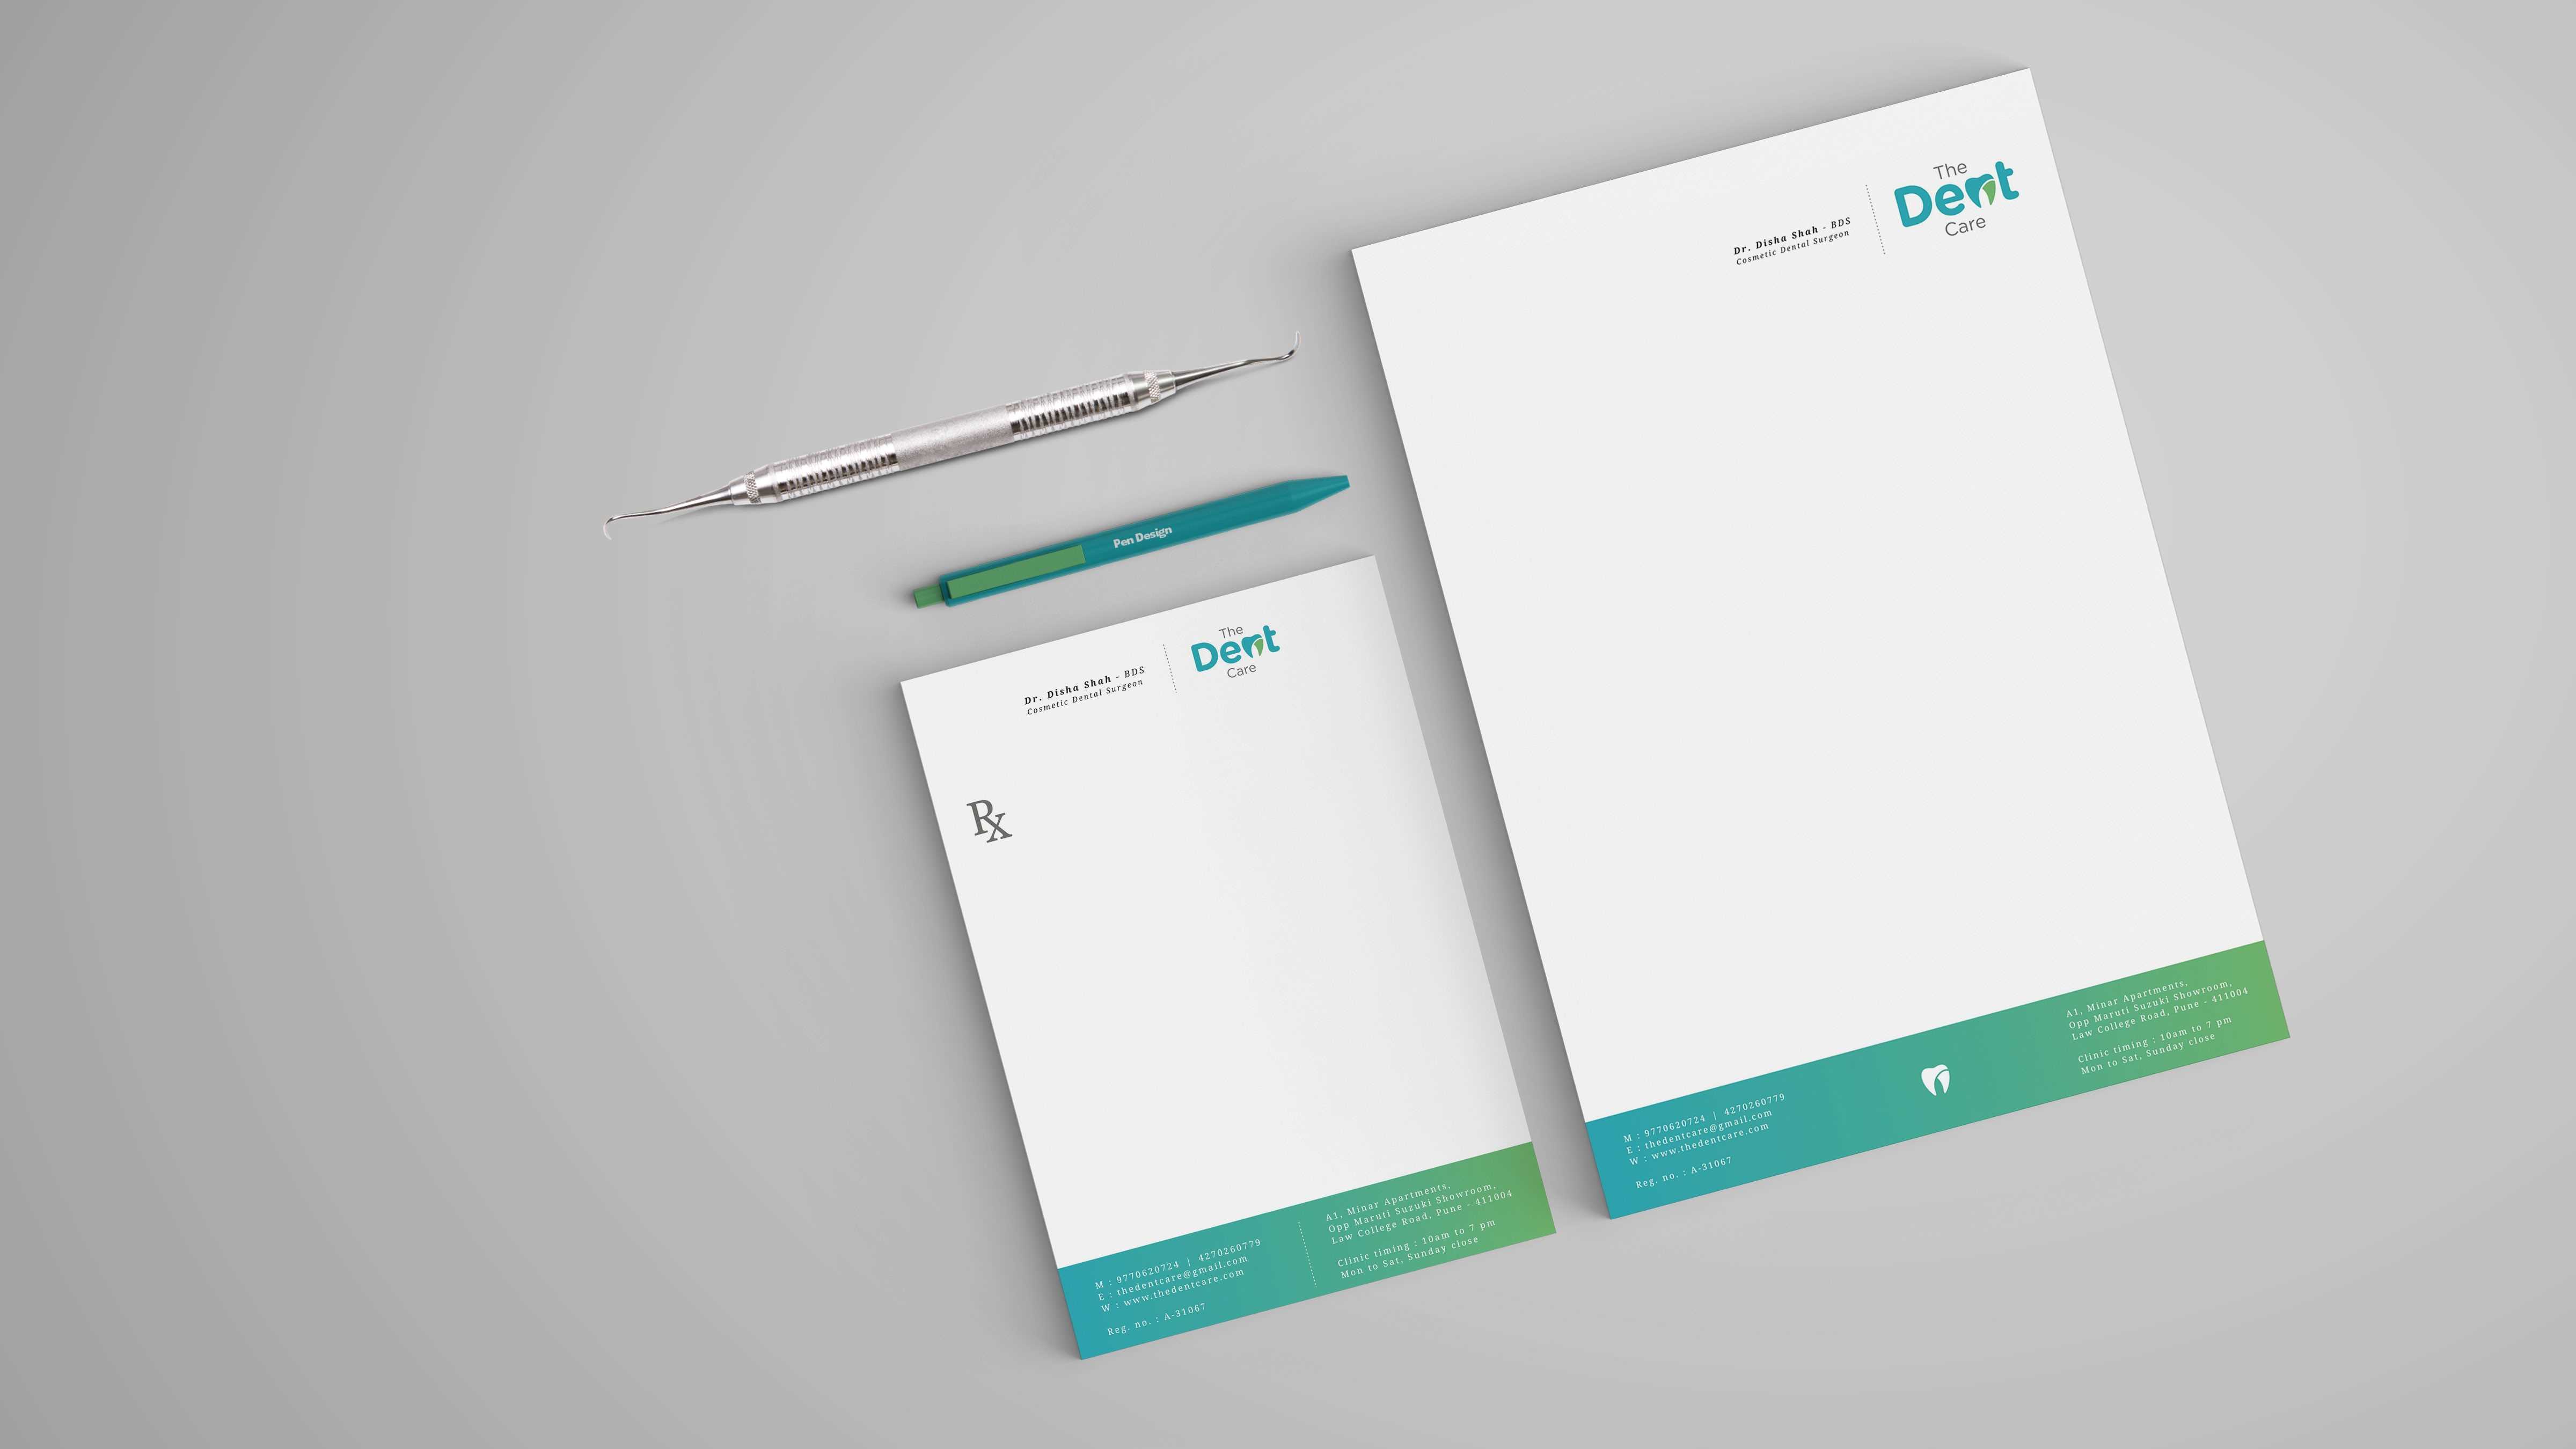 Pen Design
Dr. Disha Shah - BDS
Cosmetic Dental Surgeon
The
Dent
Care
Rx
M : 9770620724 | 4270260779
E : thedentcare@gmail.com
W : www.thedentcare.com
Reg. no. : A-31067
A1, Minar Apartments,
Opp Maruti Suzuki Showroom,
Law College Road, Pune - 411004
Clinic timing : 10am to 7 pm
Mon to Sat, Sunday close
Dr. Disha Shah - BDS
Cosmetic Dental Surgeon
The
Dent
Care
M : 9770620724 | 4270260779
E : thedentcare@gmail.com
W : www.thedentcare.com
Reg. no. : A-31067
A1, Minar Apartments,
Opp Maruti Suzuki Showroom,
Law College Road, Pune - 411004
Clinic timing : 10am to 7 pm
Mon to Sat, Sunday close